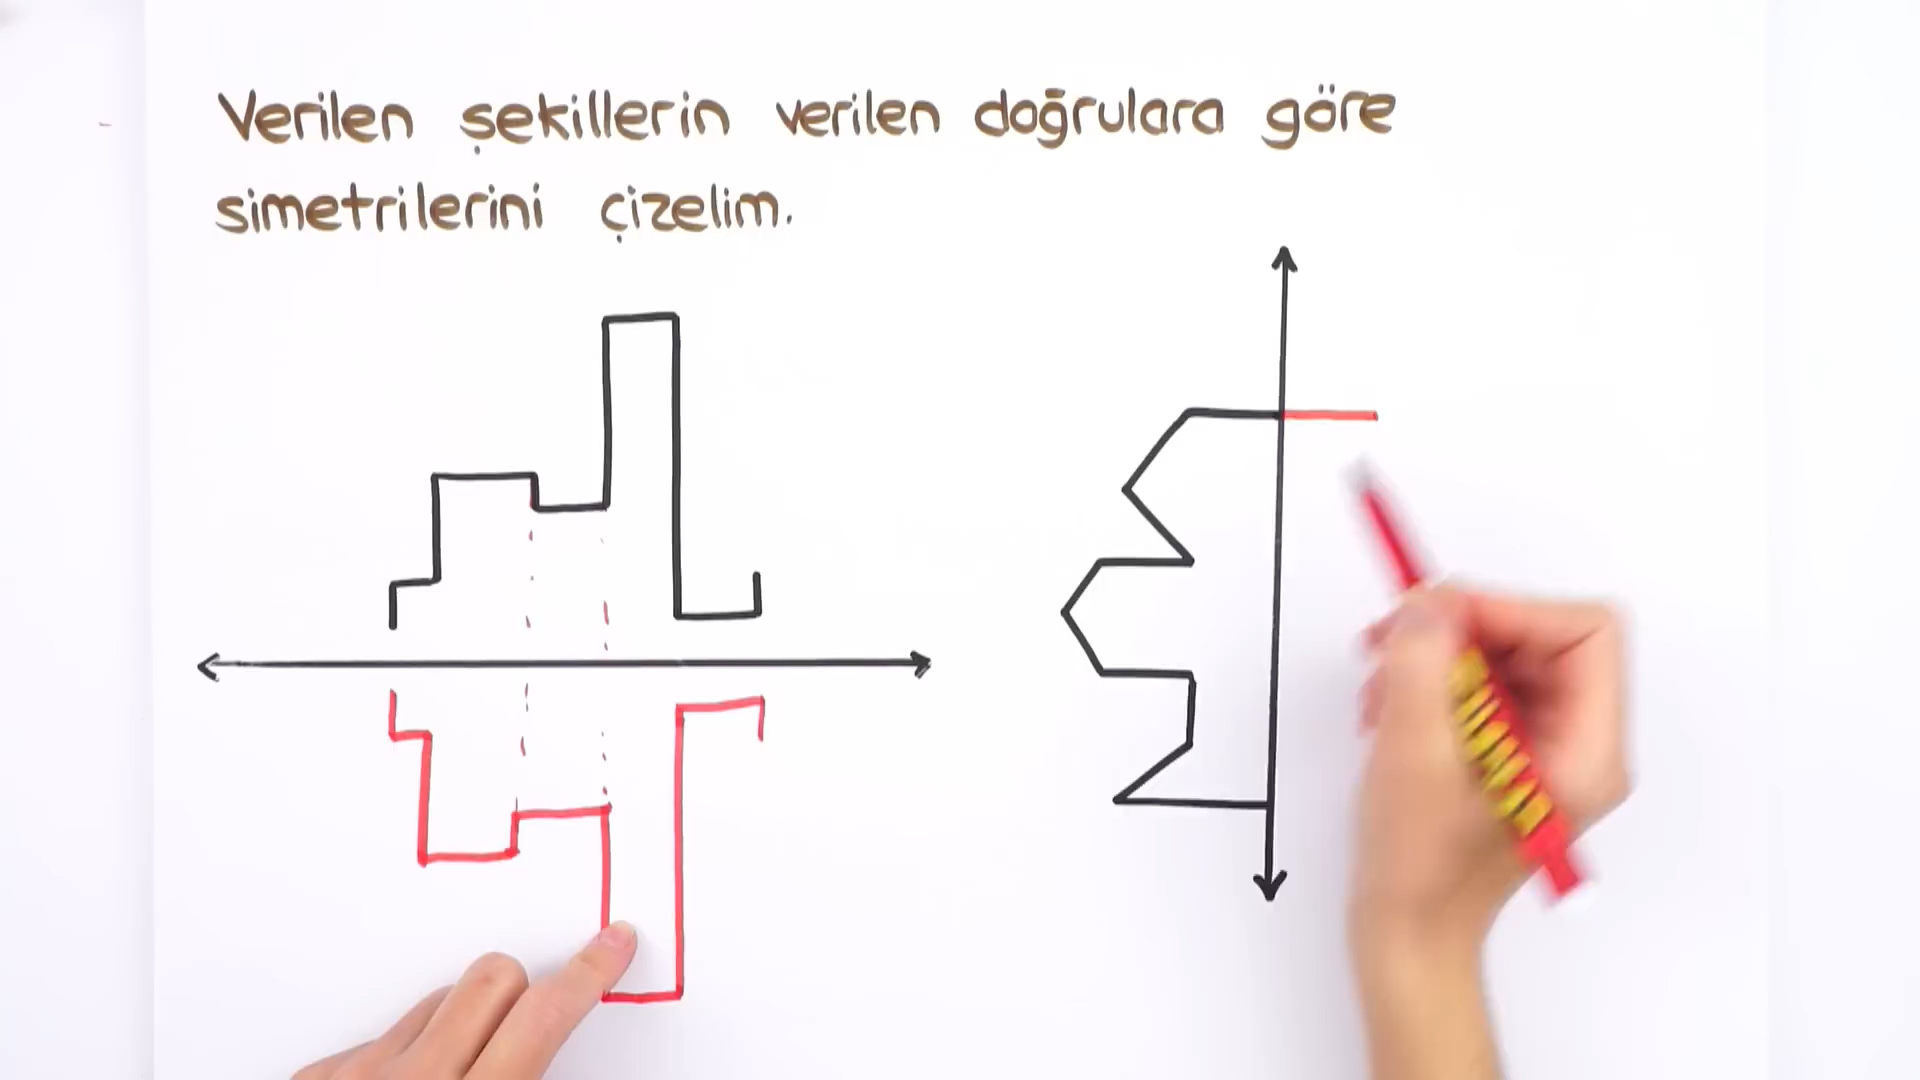 Verilen şekillerin verilen doğrulara göre
simetrilerini çizelim.